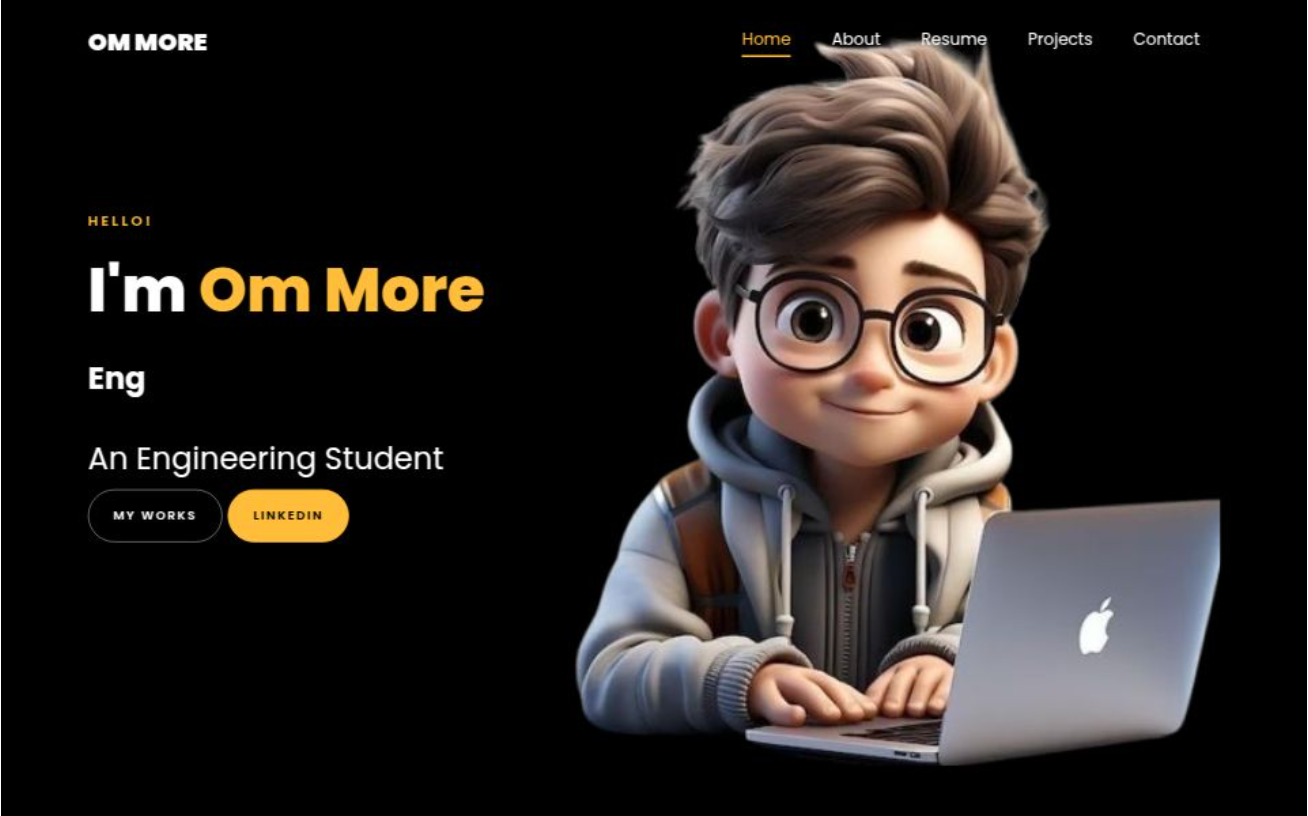 OM MORE
Home About Resume Projects Contact
HELLO!
I'm Om More
Eng
An Engineering Student
MY WORKS LINKEDIN